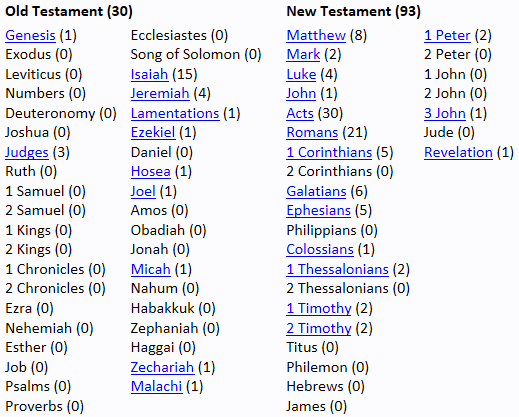 Old Testament (30)
Genesis (1)
Exodus (0)
Leviticus (0)
Numbers (0)
Deuteronomy (0)
Joshua (0)
Judges (3)
Ruth (0)
1 Samuel (0)
2 Samuel (0)
1 Kings (0)
2 Kings (0)
1 Chronicles (0)
2 Chronicles (0)
Ezra (0)
Nehemiah (0)
Esther (0)
Job (0)
Psalms (0)
Proverbs (0)
Ecclesiastes (0)
Song of Solomon (0)
Isaiah (15)
Jeremiah (4)
Lamentations (1)
Ezekiel (1)
Daniel (0)
Hosea (1)
Joel (1)
Amos (0)
Obadiah (0)
Jonah (0)
Micah (1)
Nahum (0)
Habakkuk (0)
Zephaniah (0)
Haggai (0)
Zechariah (1)
Malachi (1)
New Testament (93)
Matthew (8)
Mark (2)
Luke (4)
John (1)
Acts (30)
Romans (21)
1 Corinthians (5)
2 Corinthians (0)
Galatians (6)
Ephesians (5)
Philippians (0)
Colossians (1)
1 Thessalonians (2)
2 Thessalonians (0)
1 Timothy (2)
2 Timothy (2)
Titus (0)
Philemon (0)
Hebrews (0)
James (0)
1 Peter (2)
2 Peter (0)
1 John (0)
2 John (0)
3 John (1)
Jude (0)
Revelation (1)